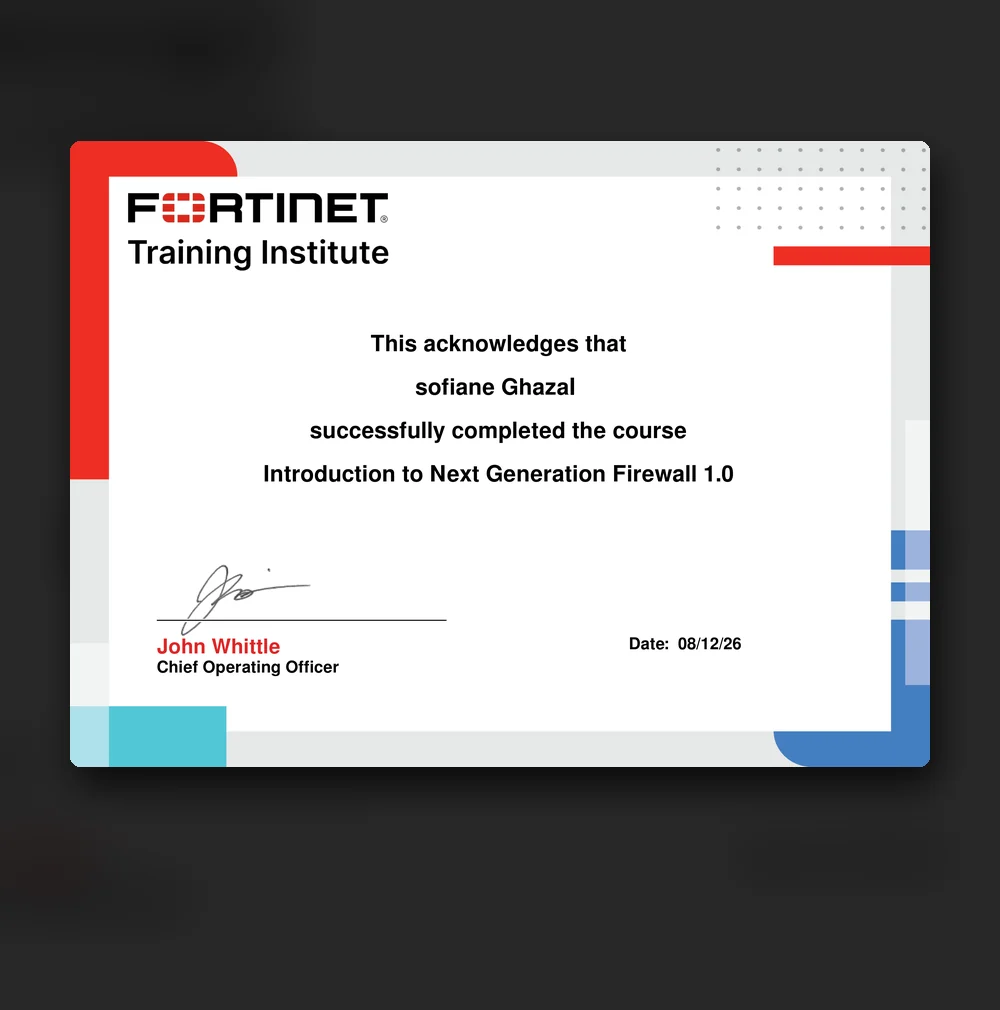 FORTINET®
Training Institute
This acknowledges that
sofiane Ghazal
successfully completed the course
Introduction to Next Generation Firewall 1.0
John Whittle
Chief Operating Officer
Date: 08/12/26